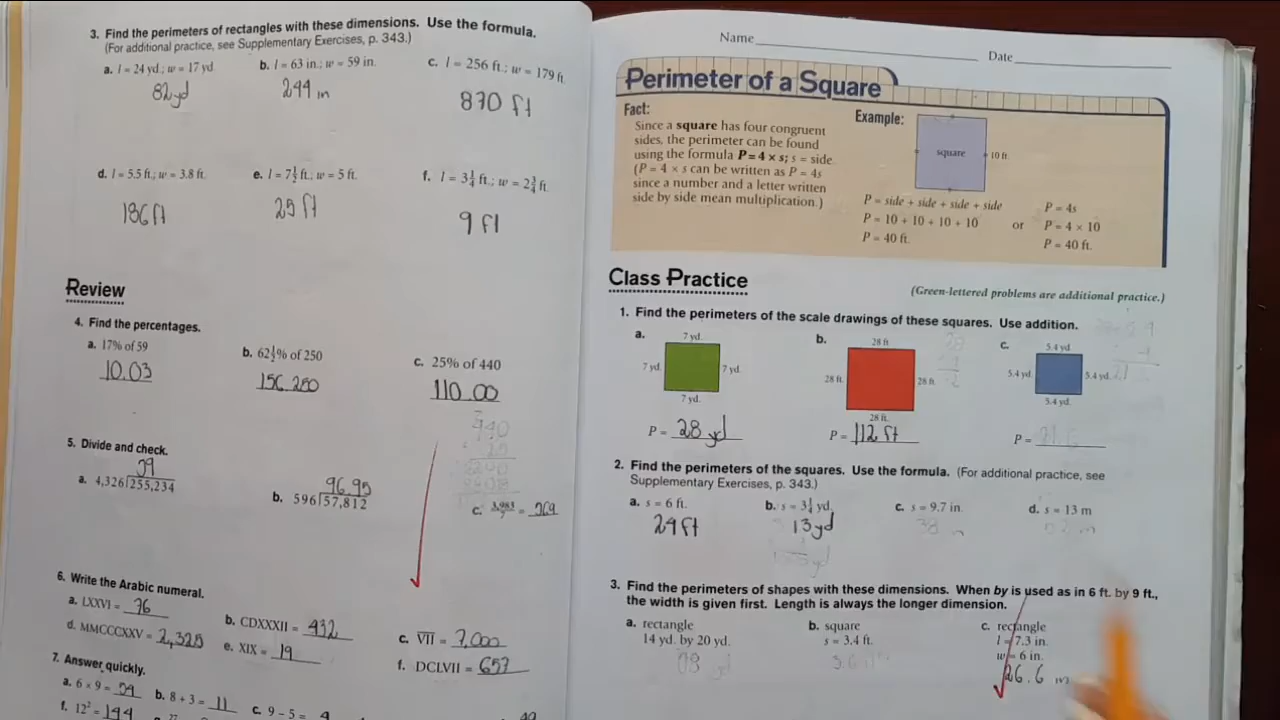 3. Find the perimeters of rectangles with these dimensions. Use the formula.
(For additional practice, see Supplementary Exercises, p. 343.)
a. l = 24 yd.; w = 17 yd.
b. l = 63 in.; w = 59 in.
c. l = 256 ft.; w = 179 ft.
82 yd
244 in
870 ft
d. l = 5.5 ft.; w = 3.8 ft.
e. l = 7½ ft.; w = 5 ft.
f. l = 3¼ ft.; w = 2¾ ft.
186 ft
25 ft
9 ft
Review
4. Find the percentages.
a. 17% of 59
b. 62½% of 250
c. 25% of 440
10.03
156.250
110.00
5. Divide and check.
59
a. 4,326 255,234
96.95
b. 596 57,812
c. = 569
6. Write the Arabic numeral.
a. LXXVI = 76
b. CDXXXII = 432
c. V̅I̅I̅ = 7,000
d. MMCCCXXV = 2,325
e. XIX = 19
f. DCLVII = 657
7. Answer quickly.
a. 6 × 9 = 54
b. 8 + 3 = 11
c. 9 – 5 =
f. 12² = 144
Name
Date
Perimeter of a Square
Fact:
Since a square has four congruent
sides, the perimeter can be found
using the formula P = 4 × s; s = side.
(P = 4 × s can be written as P = 4s
since a number and a letter written
side by side mean multiplication.)
Example:
square
10 ft.
P = side + side + side + side
P = 10 + 10 + 10 + 10
P = 40 ft.
or
P = 4s
P = 4 × 10
P = 40 ft.
Class Practice
(Green-lettered problems are additional practice.)
1. Find the perimeters of the scale drawings of these squares. Use addition.
a.
7 yd.
7 yd.
7 yd.
7 yd.
P = 28 yd
b.
28 ft.
28 ft.
28 ft.
28 ft.
P = 112 ft
c.
5.4 yd.
5.4 yd.
5.4 yd.
5.4 yd.
P =
2. Find the perimeters of the squares. Use the formula. (For additional practice, see
Supplementary Exercises, p. 343.)
a. s = 6 ft.
b. s = 3¼ yd.
c. s = 9.7 in.
d. s = 13 m
24 ft
13 yd
3. Find the perimeters of shapes with these dimensions. When by is used as in 6 ft. by 9 ft.,
the width is given first. Length is always the longer dimension.
a. rectangle
14 yd. by 20 yd.
b. square
s = 3.4 ft.
c. rectangle
l = 7.3 in.
w = 6 in.
26.6 in